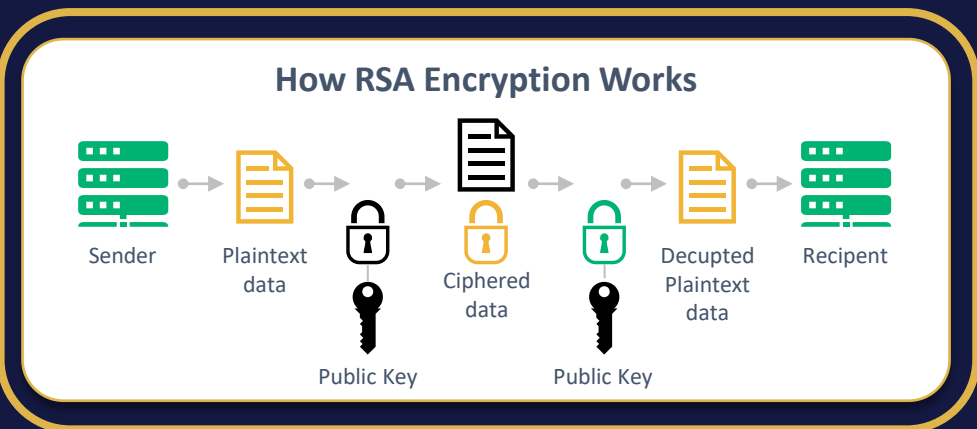 How RSA Encryption Works
Sender
Plaintext
data
Public Key
Ciphered
data
Public Key
Decupted
Plaintext
data
Recipent